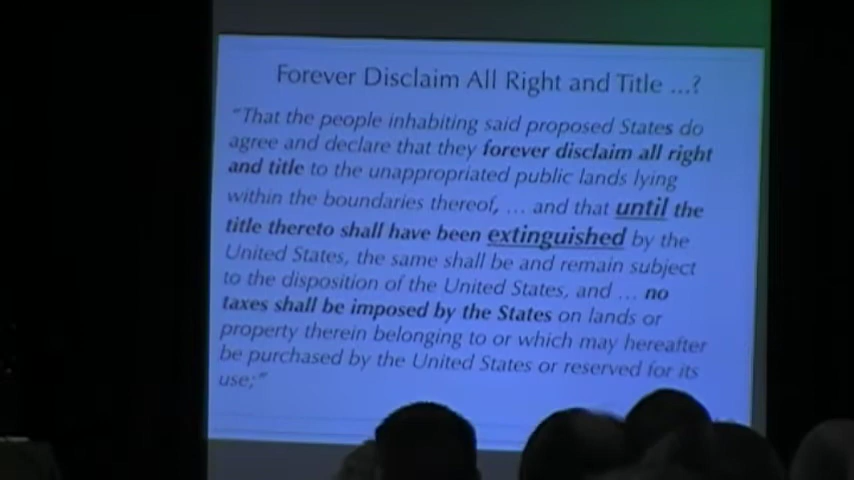 Forever Disclaim All Right and Title ...?
"That the people inhabiting said proposed States do
agree and declare that they forever disclaim all right
and title to the unappropriated public lands lying
within the boundaries thereof, ... and that until the
title thereto shall have been extinguished by the
United States, the same shall be and remain subject
to the disposition of the United States, and ... no
taxes shall be imposed by the States on lands or
property therein belonging to or which may hereafter
be purchased by the United States or reserved for its
use;"